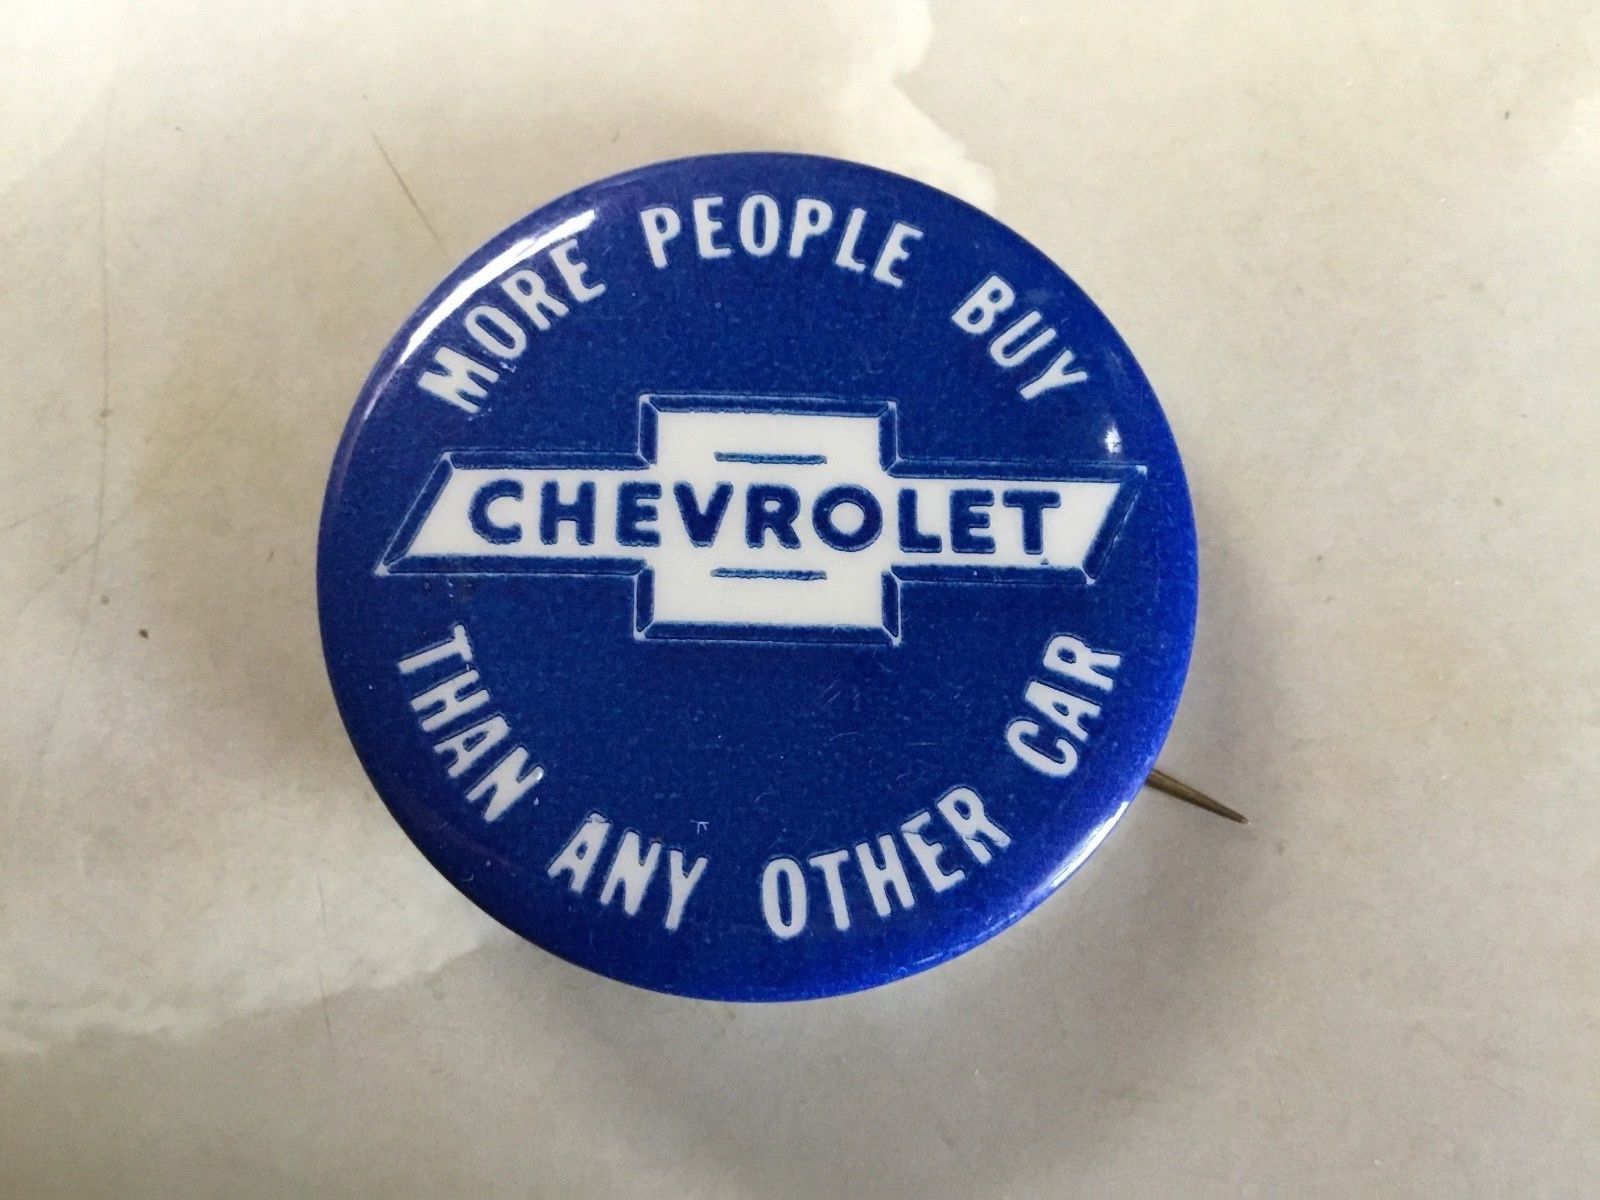 MORE PEOPLE BUY
CHEVROLET
THAN ANY OTHER CAR